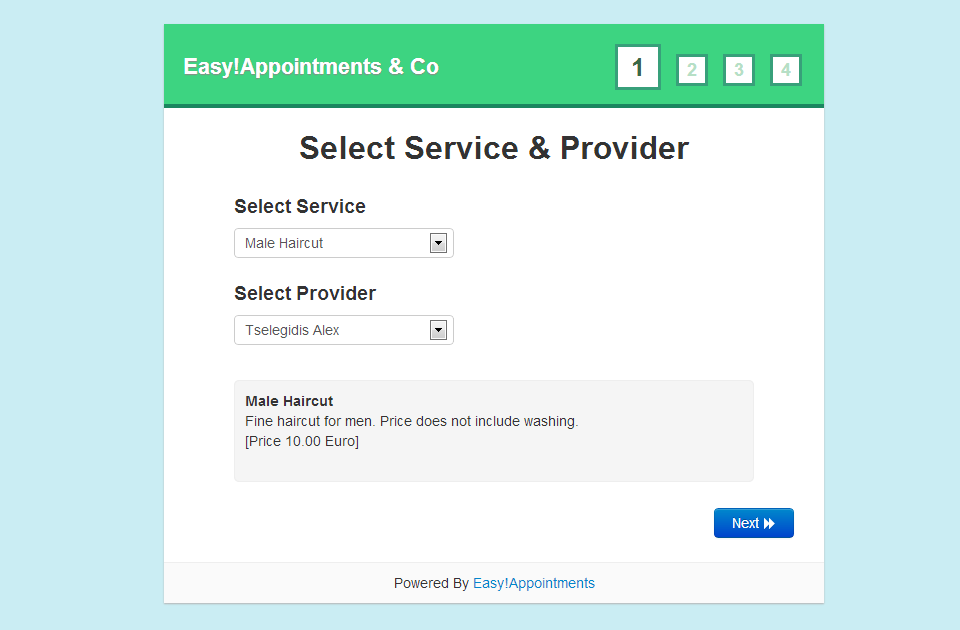 Easy!Appointments & Co
1 2 3 4
Select Service & Provider
Select Service
Male Haircut
Select Provider
Tselegidis Alex
Male Haircut
Fine haircut for men. Price does not include washing.
[Price 10.00 Euro]
Next
Powered By Easy!Appointments